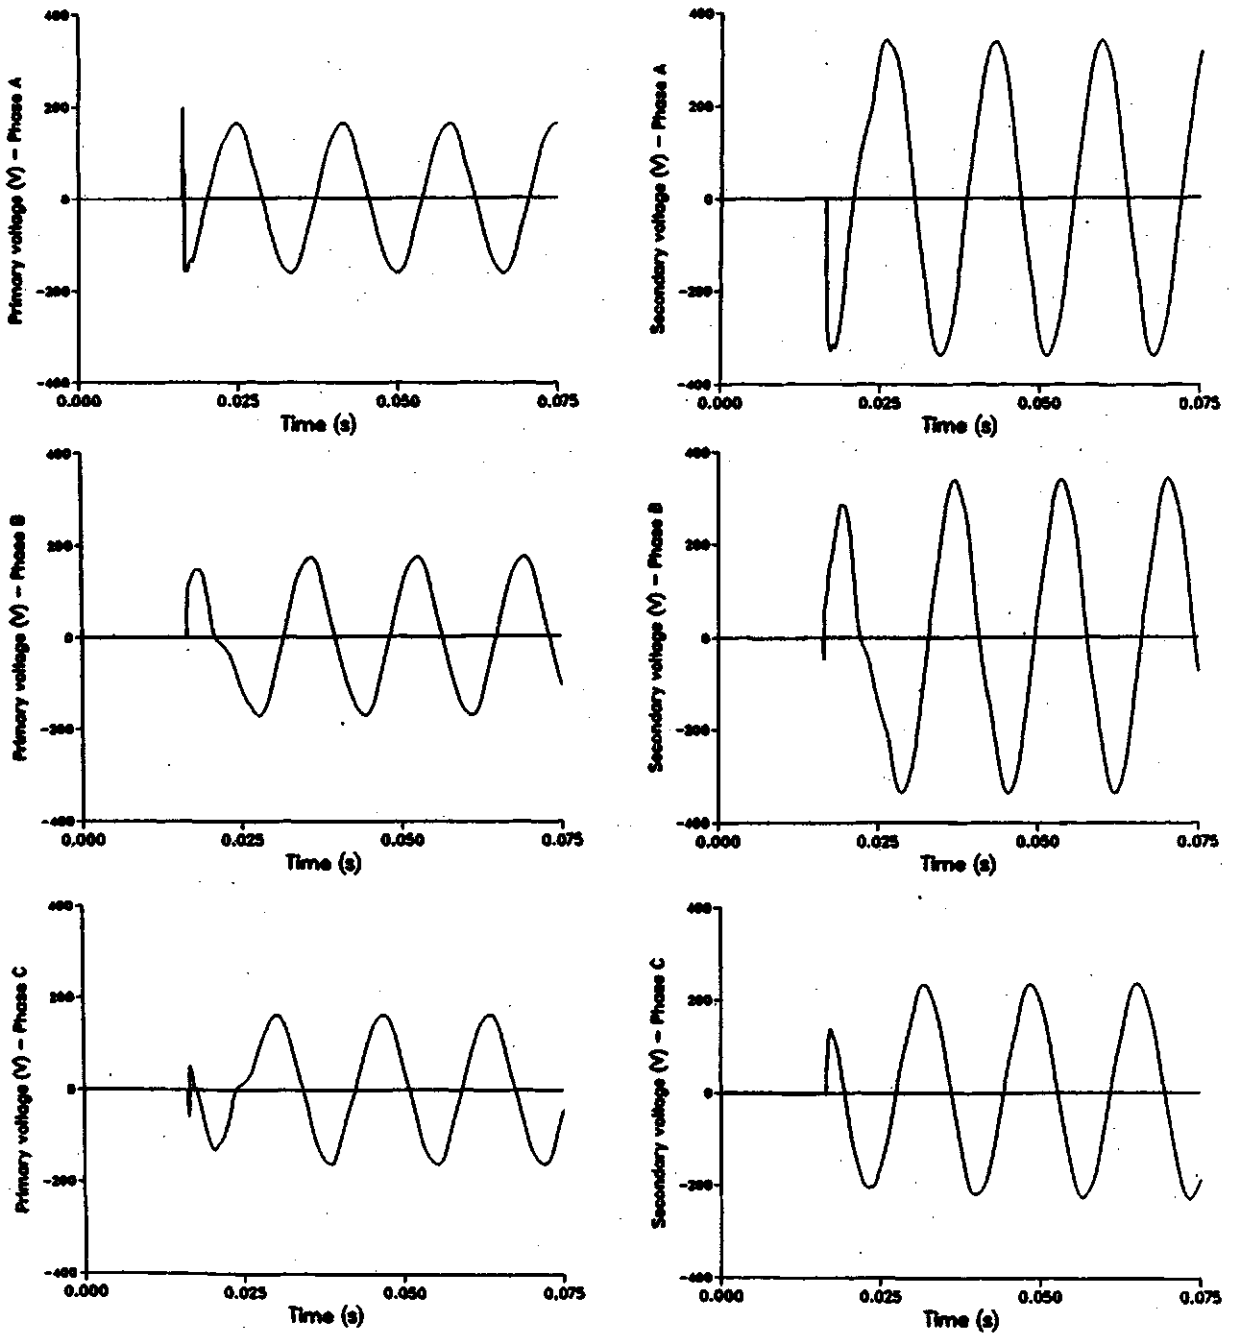 400
200
0
-200
-400
Primary voltage (V) – Phase A
0.000 0.025 0.050 0.075
Time (s)
400
200
0
-200
-400
Secondary voltage (V) – Phase A
0.000 0.025 0.050 0.075
Time (s)
400
200
0
-200
-400
Primary voltage (V) – Phase B
0.000 0.025 0.050 0.075
Time (s)
400
200
0
-200
-400
Secondary voltage (V) – Phase B
0.000 0.025 0.050 0.075
Time (s)
400
200
0
-200
-400
Primary voltage (V) – Phase C
0.000 0.025 0.050 0.075
Time (s)
400
200
0
-200
-400
Secondary voltage (V) – Phase C
0.000 0.025 0.050 0.075
Time (s)